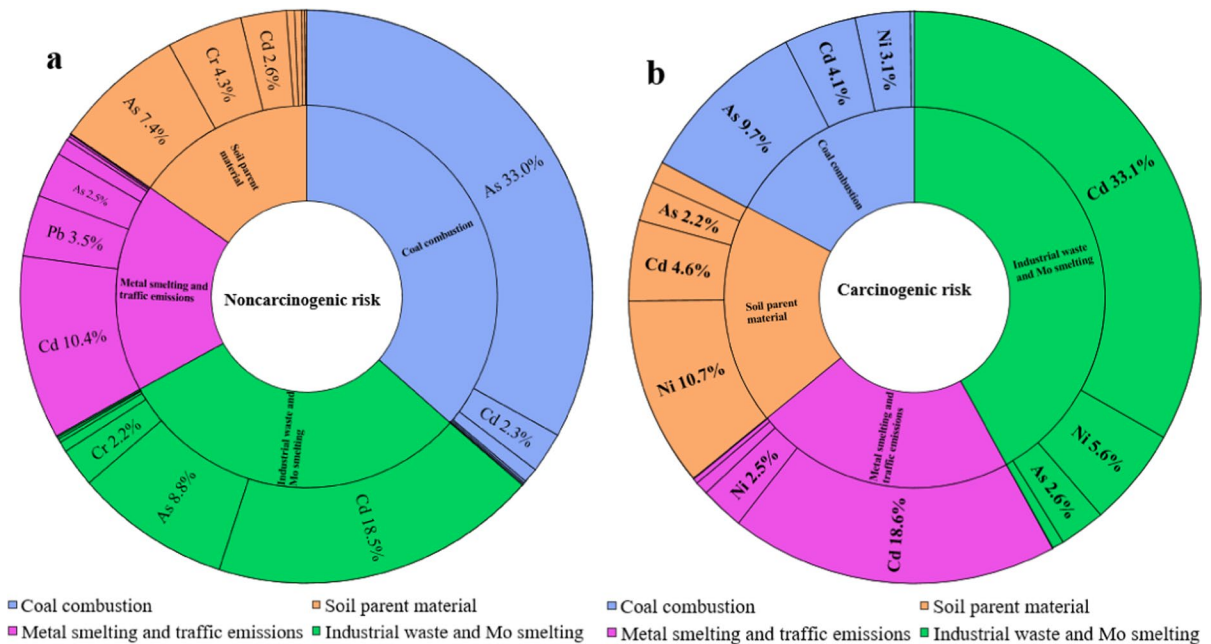 a
Cr 4.3%
Cd 2.6%
As 7.4%
Soil parent
material
As 33.0%
Coal combustion
As 2.5%
Pb 3.5%
Metal smelting and
traffic emissions
Noncarcinogenic risk
Cd 10.4%
Cd 2.3%
Industrial waste and
Mo smelting
Cr 2.2%
As 8.8%
Cd 18.5%
Coal combustion
Soil parent material
Metal smelting and traffic emissions
Industrial waste and Mo smelting
b
Ni 3.1%
Cd 4.1%
As 9.7%
Coal combustion
Cd 33.1%
As 2.2%
Cd 4.6%
Industrial waste
and Mo smelting
Soil parent
material
Carcinogenic risk
Ni 10.7%
Metal smelting and
traffic emissions
Ni 5.6%
As 2.6%
Ni 2.5%
Cd 18.6%
Coal combustion
Soil parent material
Metal smelting and traffic emissions
Industrial waste and Mo smelting